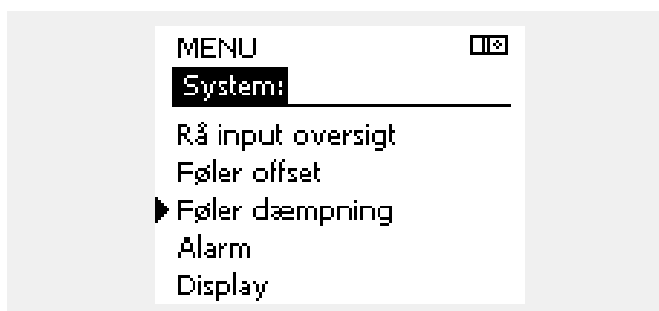 MENU
System:
Rå input oversigt
Føler offset
Føler dæmpning
Alarm
Display